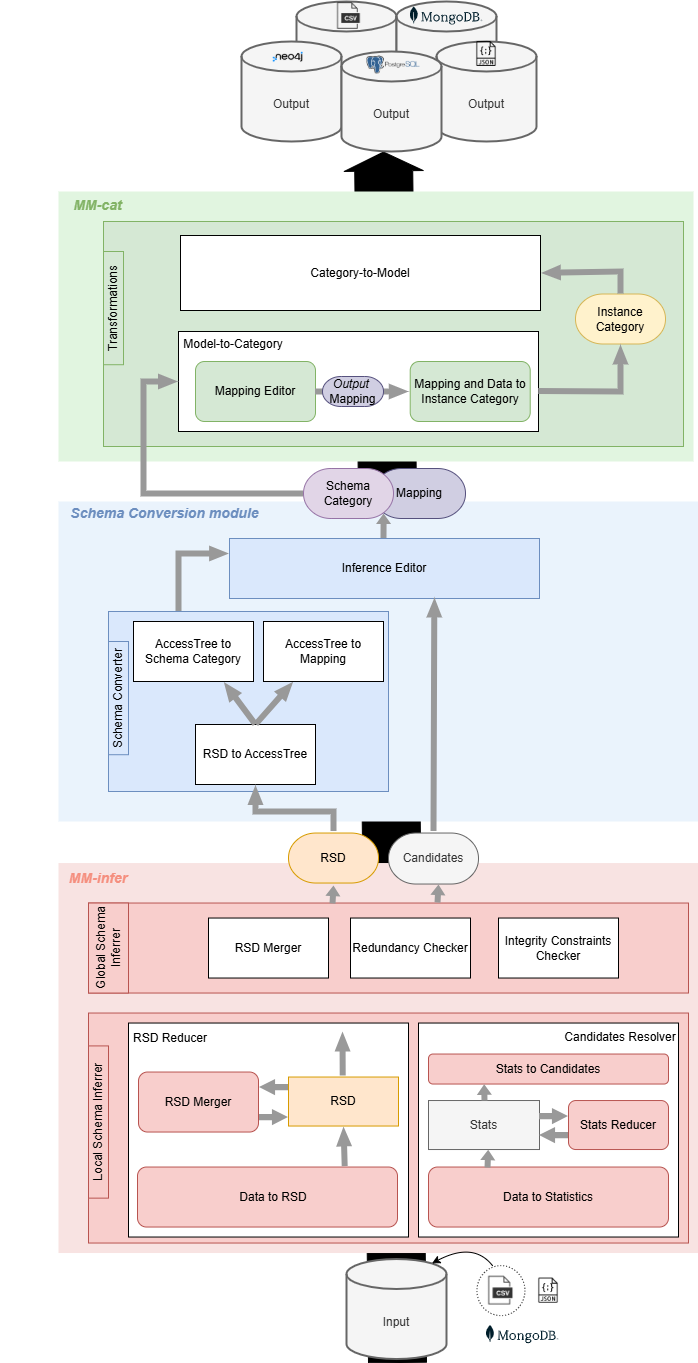 CSV
MongoDB.
neo4j
PostgreSQL
{;}
JSON
Output
Output
Output
MM-cat
Transformations
Category-to-Model
Instance
Category
Model-to-Category
Mapping Editor
Output
Mapping
Mapping and Data to
Instance Category
Schema
Category
Mapping
Schema Conversion module
Inference Editor
Schema Converter
AccessTree to
Schema Category
AccessTree to
Mapping
RSD to AccessTree
RSD
Candidates
MM-infer
Global Schema
Inferrer
RSD Merger
Redundancy Checker
Integrity Constraints
Checker
Local Schema Inferrer
RSD Reducer
RSD Merger
RSD
Data to RSD
Candidates Resolver
Stats to Candidates
Stats
Stats Reducer
Data to Statistics
Input
CSV
{;}
JSON
MongoDB.